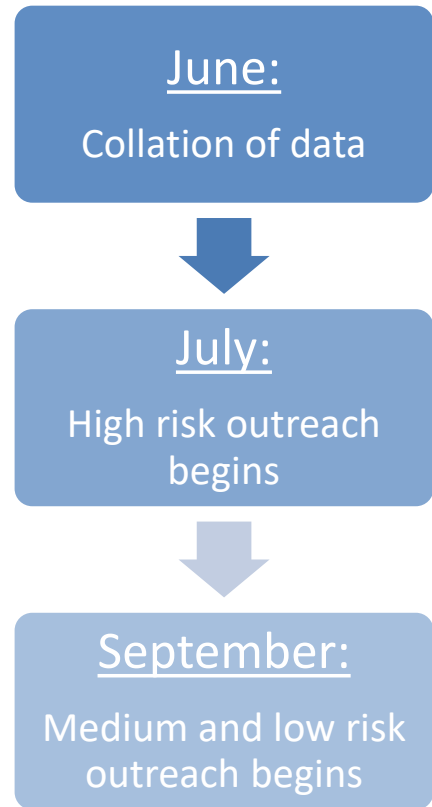 June:
Collation of data
July:
High risk outreach
begins
September:
Medium and low risk
outreach begins